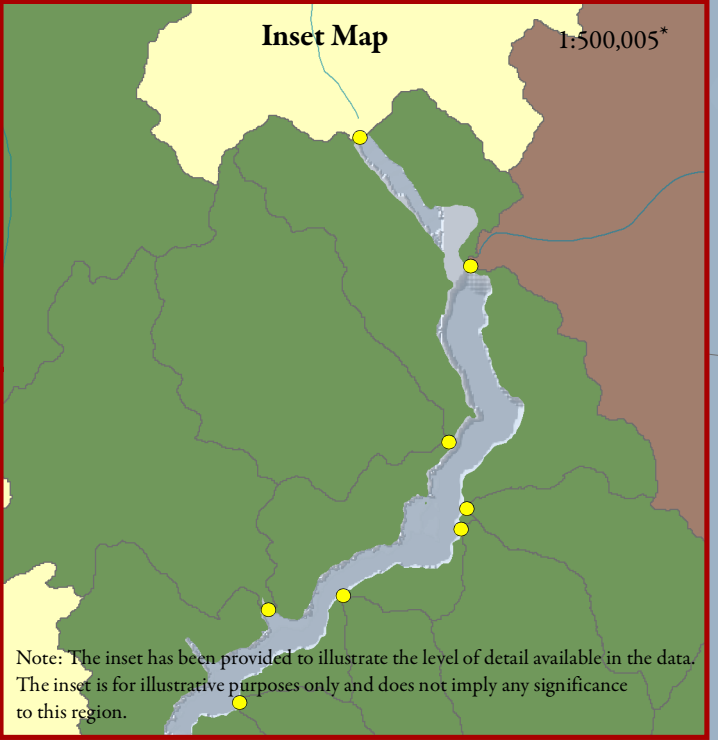 Inset Map
1:500,005*
Note: The inset has been provided to illustrate the level of detail available in the data.
The inset is for illustrative purposes only and does not imply any significance
to this region.